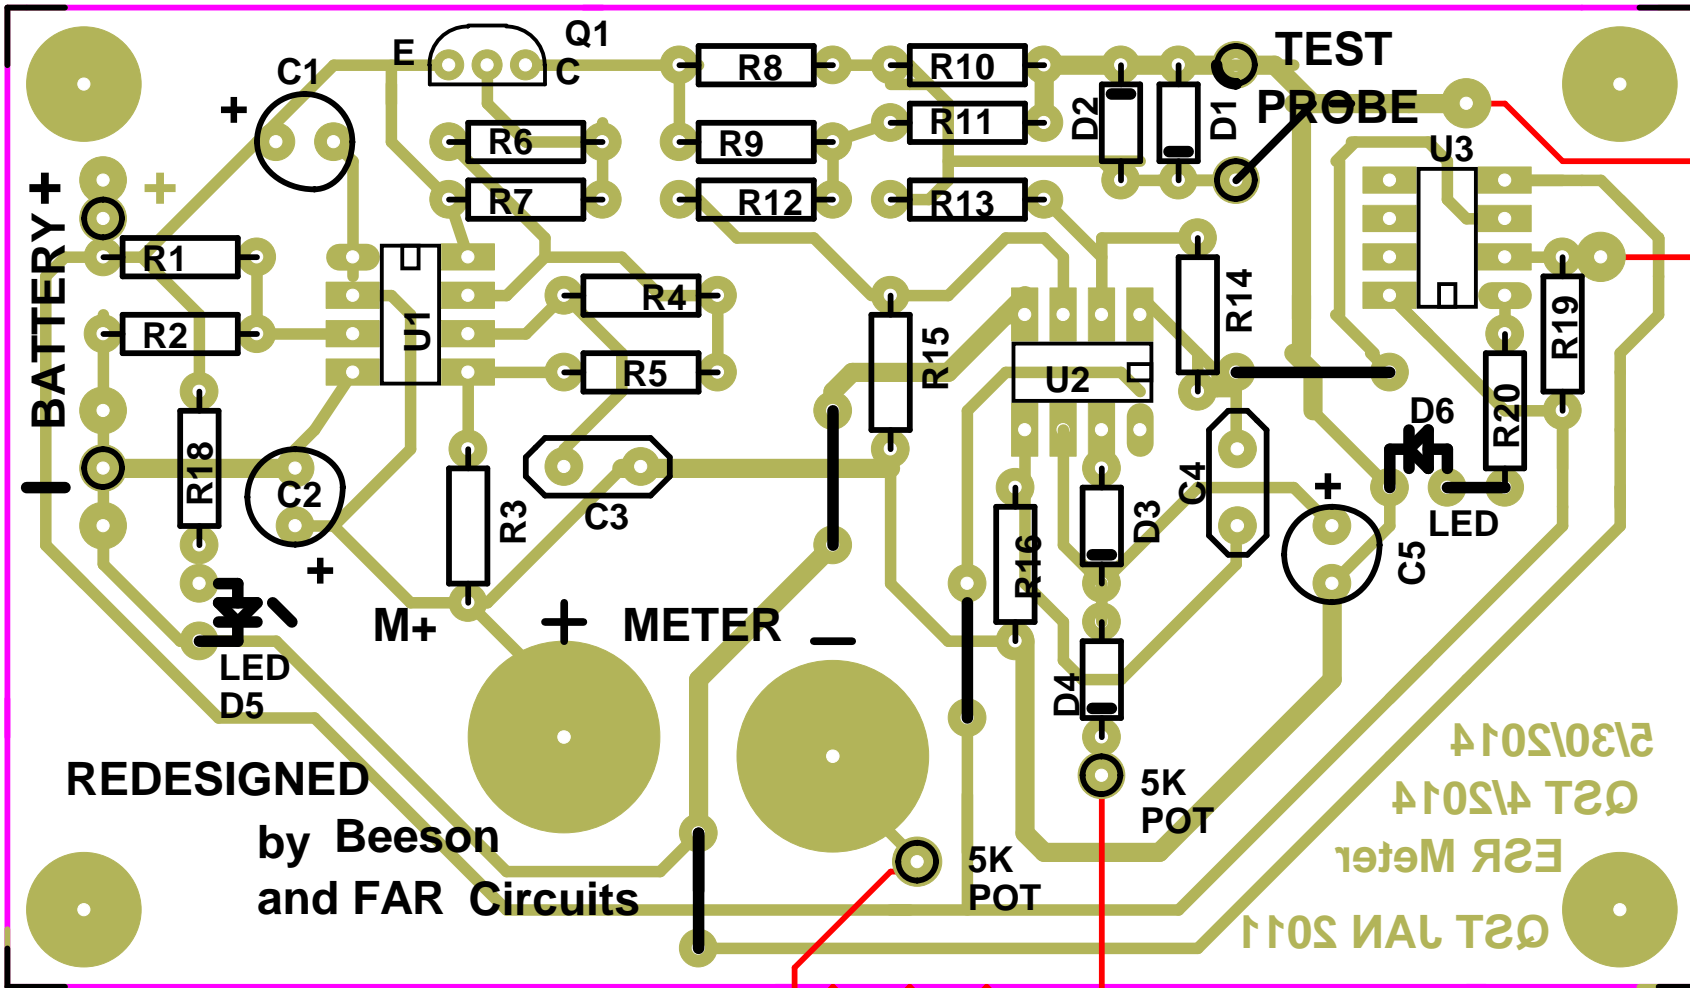 Q1
TEST
E
C
C1
R8
R10
+
PROBE
D2
D1
R11
R6
R9
U3
+
+
R7
R12
R13
BATTERY
R1
R4
R14
R2
U1
R15
R19
R5
U2
D6
R20
R18
C2
C3
C4
+
R3
D3
LED
+
R16
C5
M+
+
METER
−
−
LED
D5
D4
5/30/2014
REDESIGNED
5K
POT
QST 4/2014
by Beeson
5K
POT
ESR Meter
and FAR Circuits
QST JAN 2011